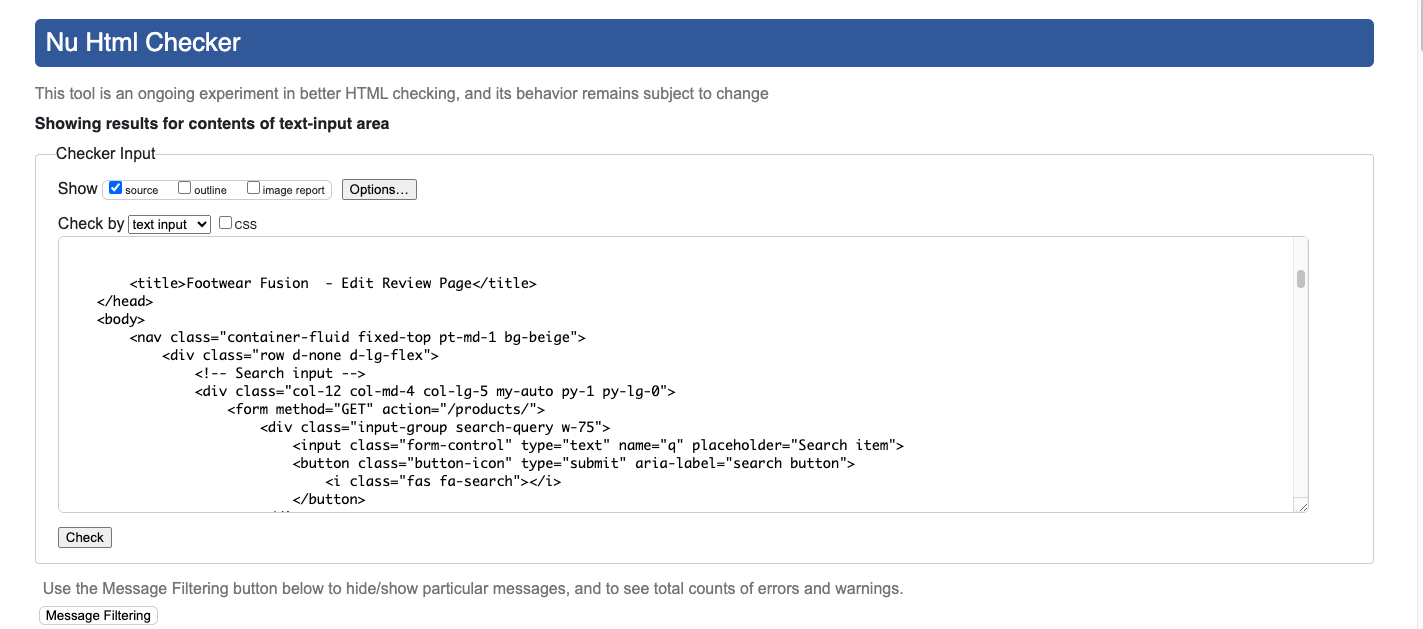 Nu Html Checker
This tool is an ongoing experiment in better HTML checking, and its behavior remains subject to change
Showing results for contents of text-input area
Checker Input
Show source outline image report Options...
Check by text input CSS
<title>Footwear Fusion  - Edit Review Page</title>
</head>
<body>
<nav class="container-fluid fixed-top pt-md-1 bg-beige">
<div class="row d-none d-lg-flex">
<!-- Search input -->
<div class="col-12 col-md-4 col-lg-5 my-auto py-1 py-lg-0">
<form method="GET" action="/products/">
<div class="input-group search-query w-75">
<input class="form-control" type="text" name="q" placeholder="Search item">
<button class="button-icon" type="submit" aria-label="search button">
<i class="fas fa-search"></i>
</button>
Check
Use the Message Filtering button below to hide/show particular messages, and to see total counts of errors and warnings.
Message Filtering